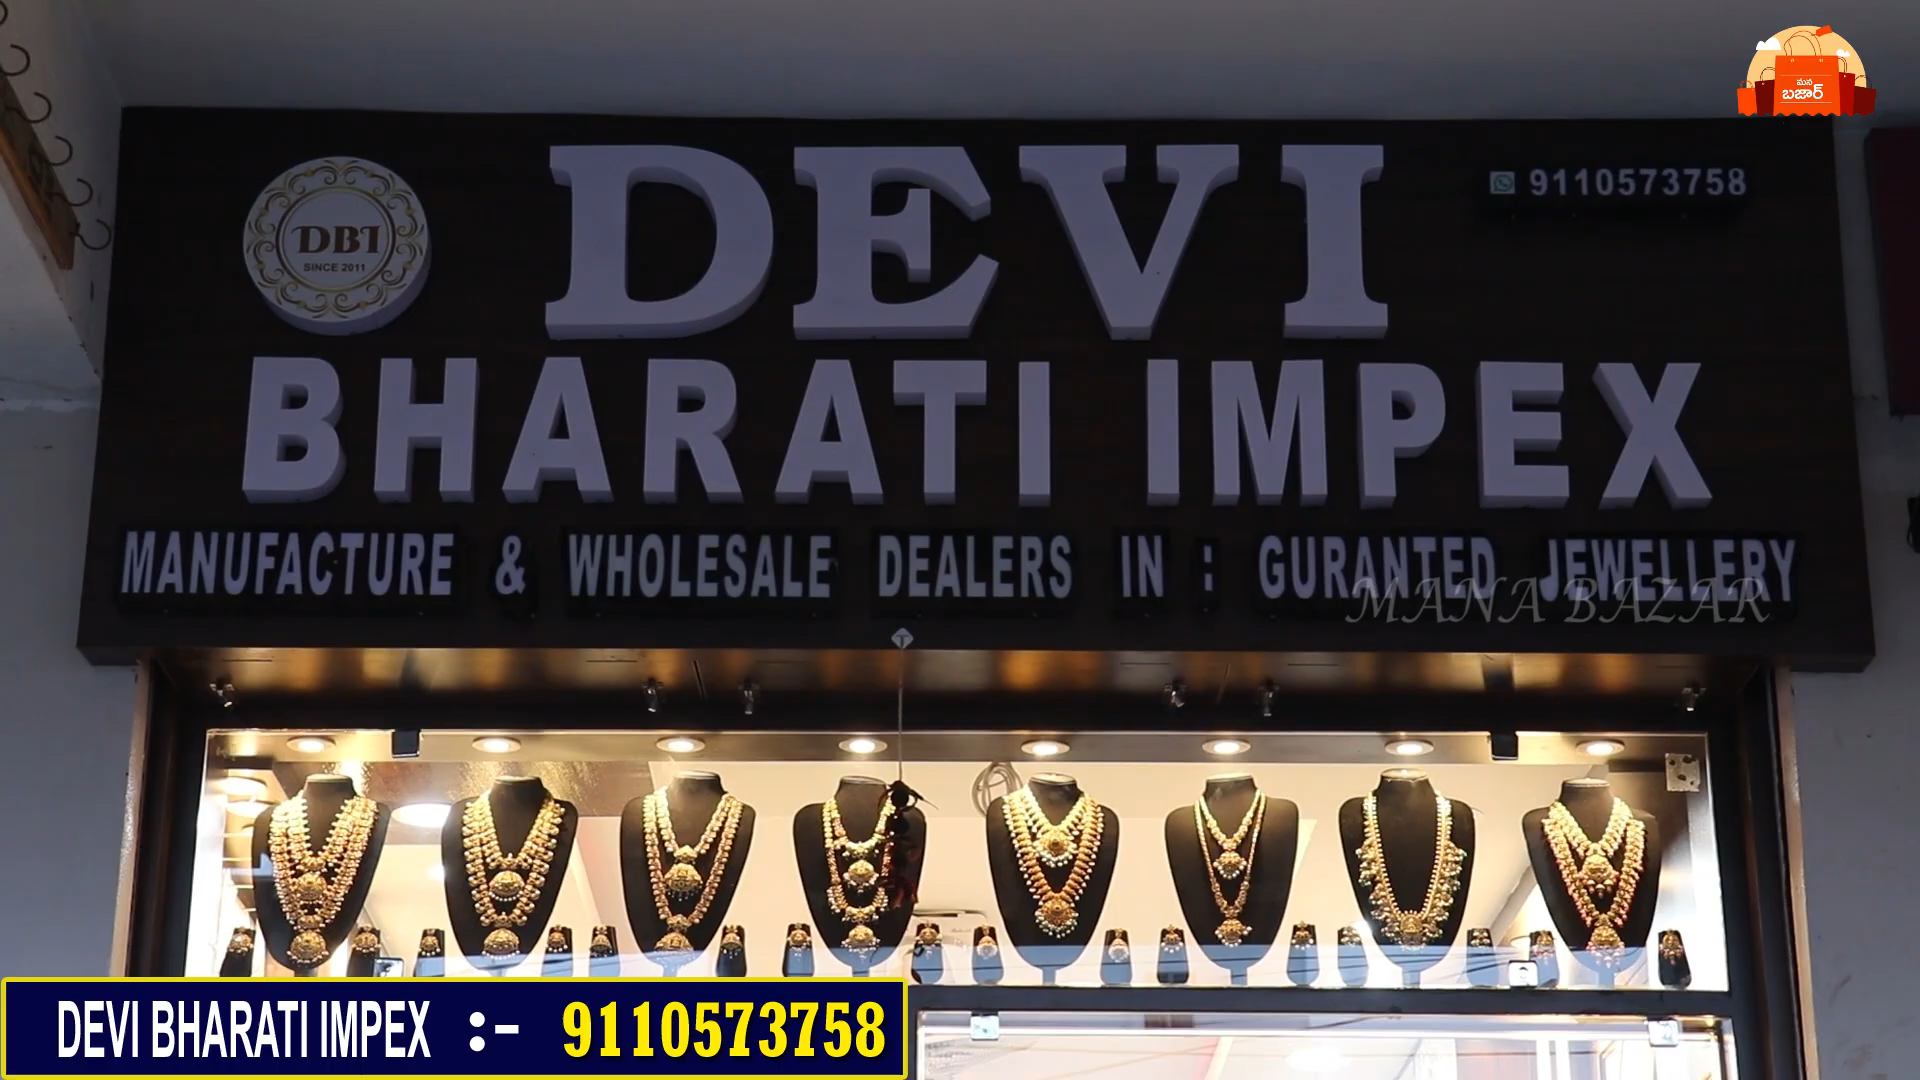 మన
బజార్
DEVI
9110573758
DBI
SINCE 2011
BHARATI IMPEX
MANUFACTURE & WHOLESALE DEALERS IN : GURANTED JEWELLERY
MANA BAZAR
T
DEVI BHARATI IMPEX :- 9110573758